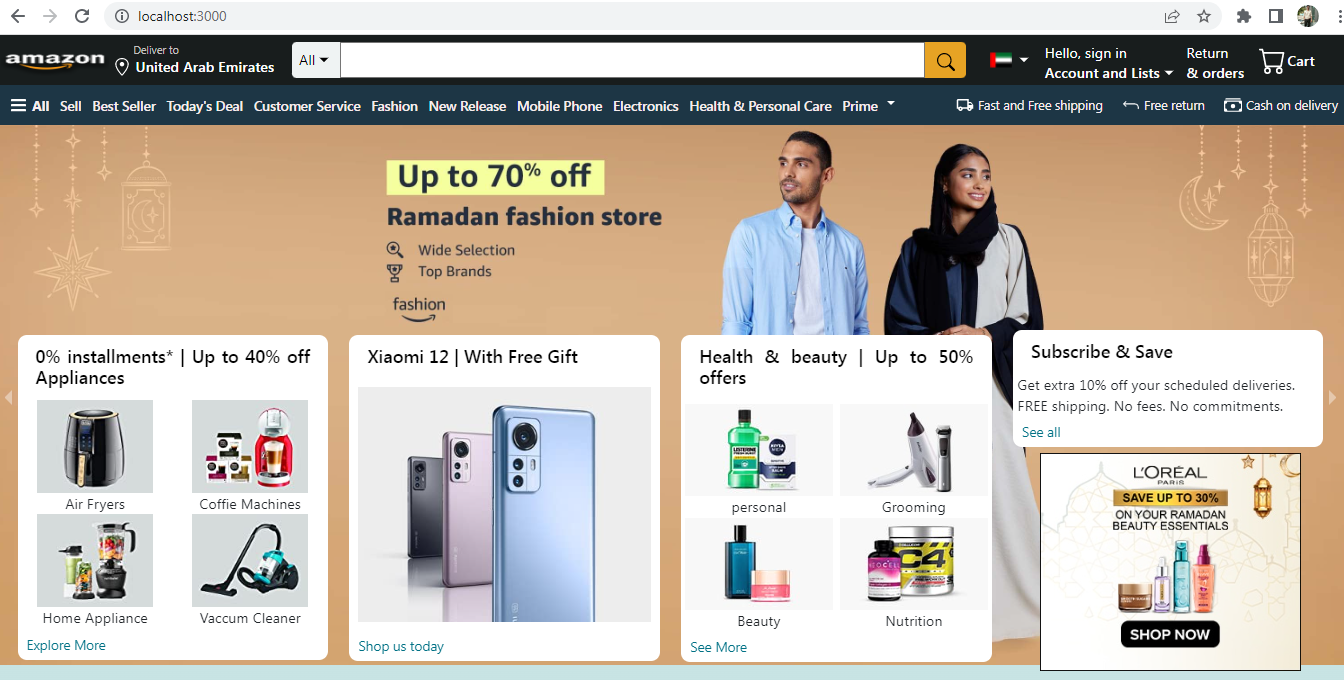 localhost:3000
amazon
Deliver to
United Arab Emirates
All
Hello, sign in
Account and Lists
Return
& orders
Cart
All Sell Best Seller Today's Deal Customer Service Fashion New Release Mobile Phone Electronics Health & Personal Care Prime
Fast and Free shipping Free return Cash on delivery
Up to 70% off
Ramadan fashion store
Wide Selection
Top Brands
fashion
0% installments* | Up to 40% off
Appliances
Air Fryers
Coffie Machines
Home Appliance
Vaccum Cleaner
Explore More
Xiaomi 12 | With Free Gift
Shop us today
Health & beauty | Up to 50%
offers
LISTERINE
NIVEA
MEN
personal
Grooming
Beauty
NEOCELL
C4
Nutrition
See More
Subscribe & Save
Get extra 10% off your scheduled deliveries.
FREE shipping. No fees. No commitments.
See all
L'ORÉAL
PARIS
SAVE UP TO 30%
ON YOUR RAMADAN
BEAUTY ESSENTIALS
SHOP NOW